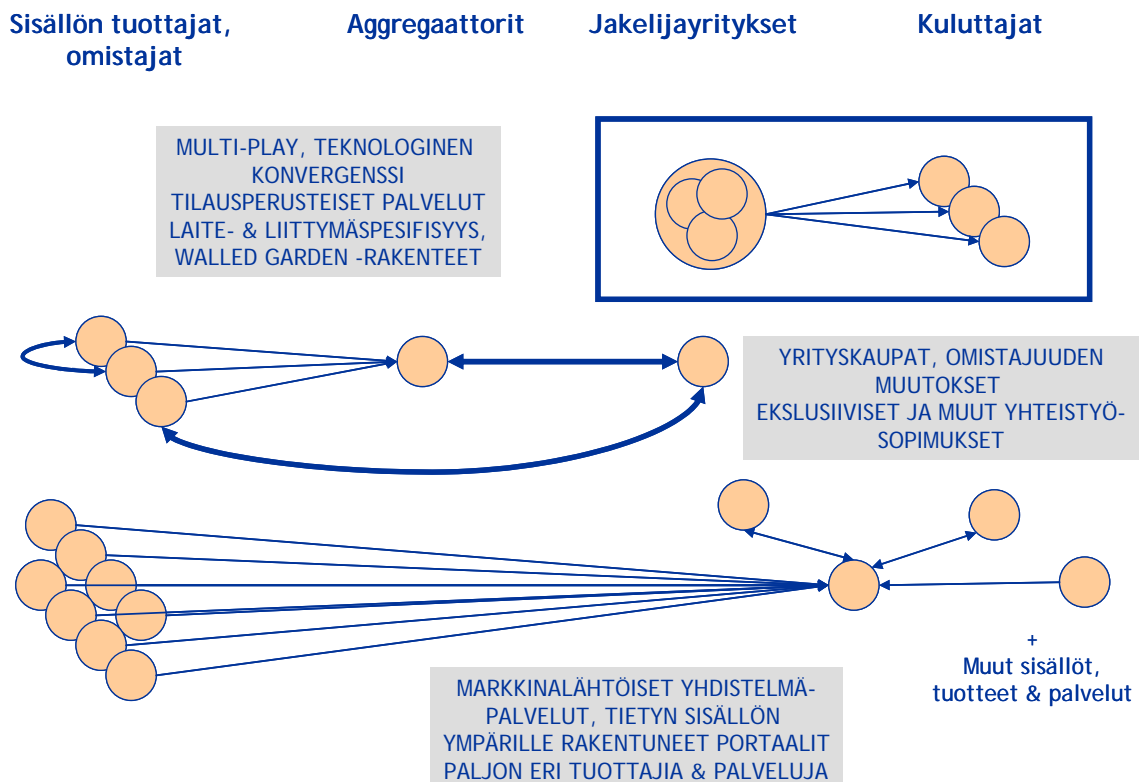 Sisällön tuottajat,
omistajat
Aggregaattorit
Jakelijayritykset
Kuluttajat
MULTI-PLAY, TEKNOLOGINEN
KONVERGENSSI
TILAUSPERUSTEISET PALVELUT
LAITE- & LIITTYMÄSPESIFISYYS,
WALLED GARDEN -RAKENTEET
YRITYSKAUPAT, OMISTAJUUDEN
MUUTOKSET
EKSLUSIIVISET JA MUUT YHTEISTYÖ-
SOPIMUKSET
+
Muut sisällöt,
tuotteet & palvelut
MARKKINALÄHTÖISET YHDISTELMÄ-
PALVELUT, TIETYN SISÄLLÖN
YMPÄRILLE RAKENTUNEET PORTAALIT
PALJON ERI TUOTTAJIA & PALVELUJA